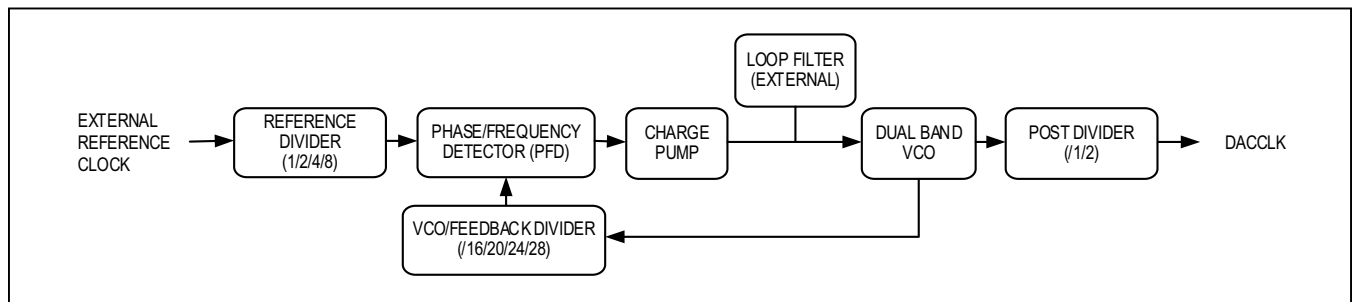 LOOP FILTER
(EXTERNAL)
EXTERNAL
REFERENCE
CLOCK
REFERENCE
DIVIDER
(1/2/4/8)
PHASE/FREQUENCY
DETECTOR (PFD)
CHARGE
PUMP
DUAL BAND
VCO
POST DIVIDER
(/1/2)
DACCLK
VCO/FEEDBACK DIVIDER
(/16/20/24/28)